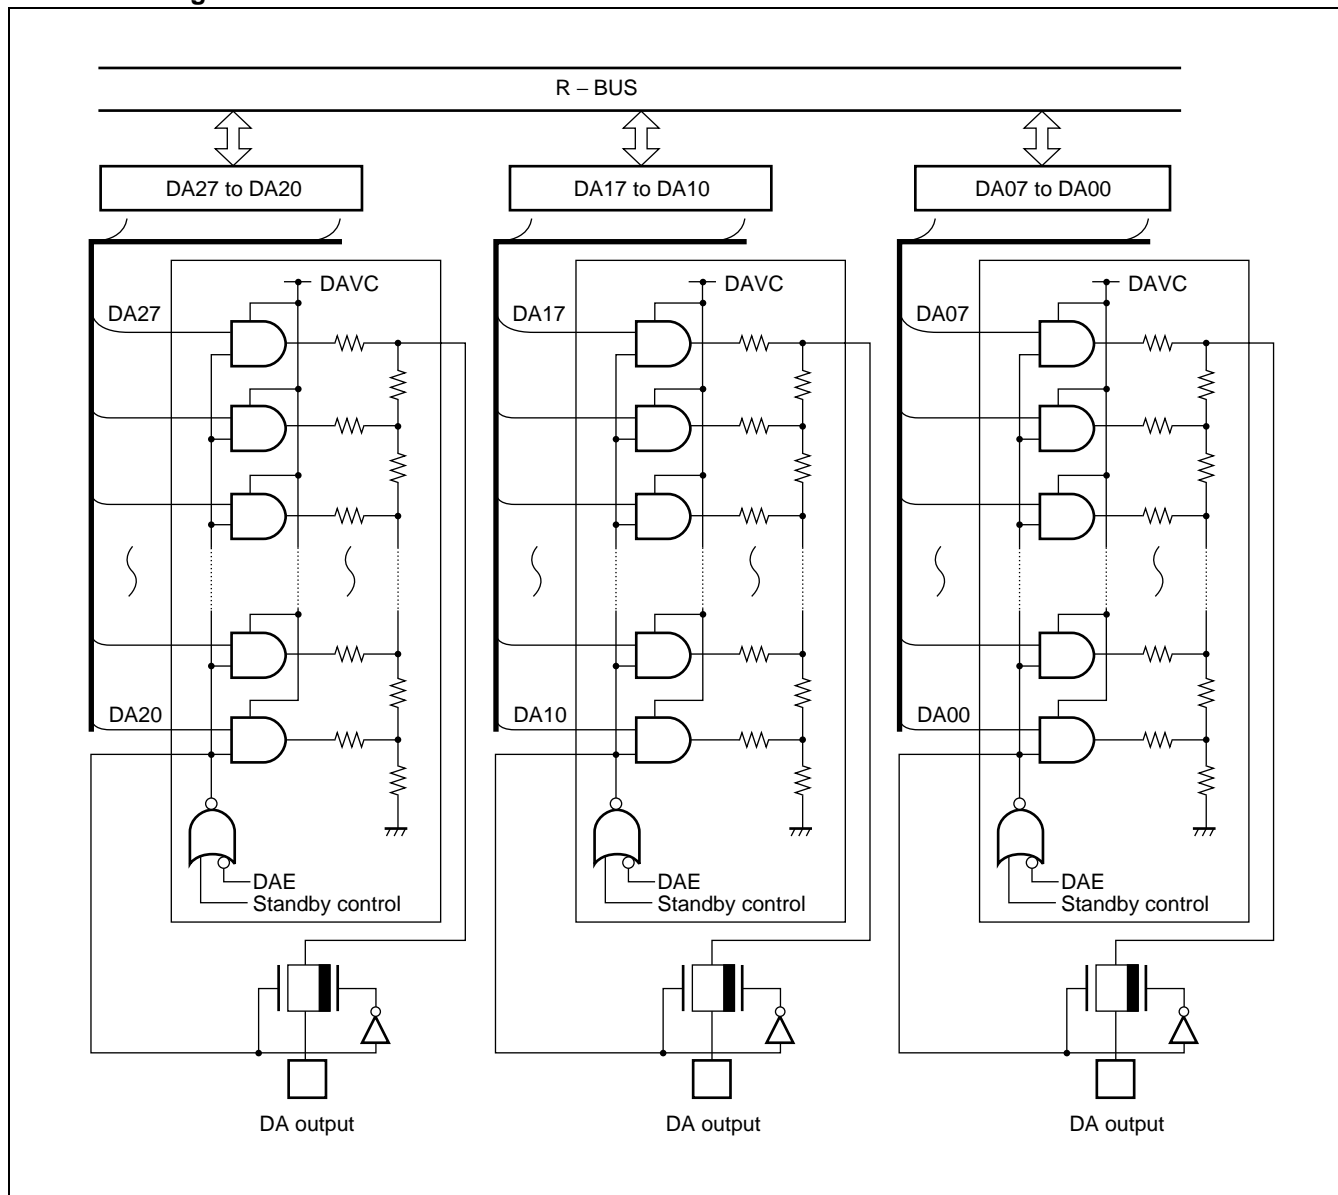 R – BUS
DA27 to DA20
DA17 to DA10
DA07 to DA00
DAVC
DAVC
DAVC
DA27
DA17
DA07
DA20
DA10
DA00
DAE
Standby control
DAE
Standby control
DAE
Standby control
DA output
DA output
DA output